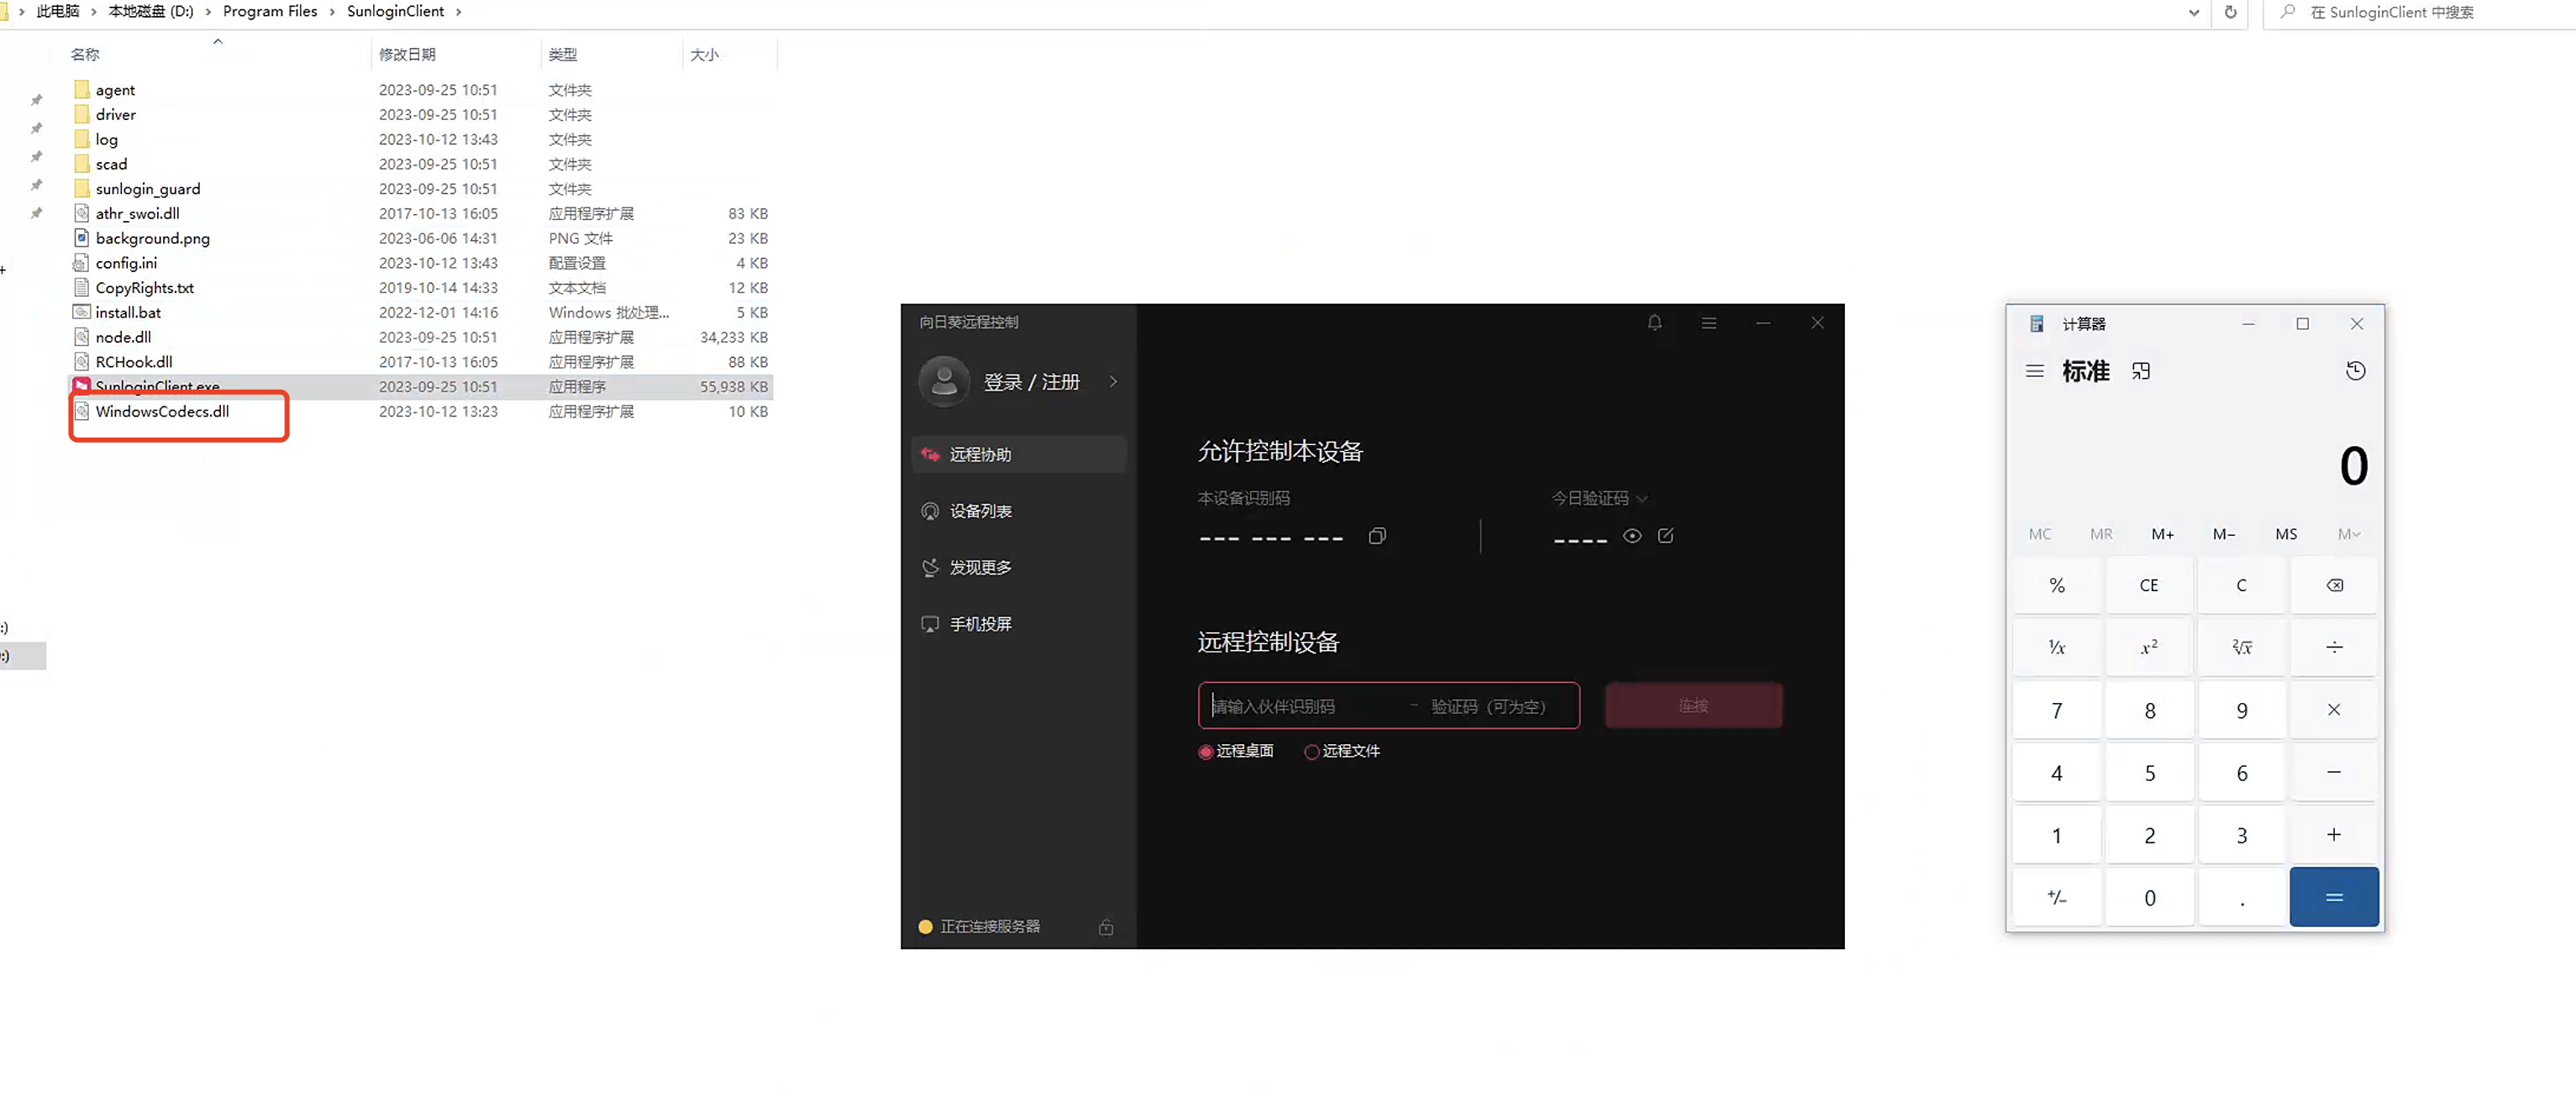 此电脑 > 本地磁盘 (D:) > Program Files > SunloginClient >
在 SunloginClient 中搜索
名称 修改日期 类型 大小
agent 2023-09-25 10:51 文件夹
driver 2023-09-25 10:51 文件夹
log 2023-10-12 13:43 文件夹
scad 2023-09-25 10:51 文件夹
sunlogin_guard 2023-09-25 10:51 文件夹
athr_swoi.dll 2017-10-13 16:05 应用程序扩展 83 KB
background.png 2023-06-06 14:31 PNG 文件 23 KB
config.ini 2023-10-12 13:43 配置设置 4 KB
CopyRights.txt 2019-10-14 14:33 文本文档 12 KB
install.bat 2022-12-01 14:16 Windows 批处理... 5 KB
node.dll 2023-09-25 10:51 应用程序扩展 34,233 KB
RCHook.dll 2017-10-13 16:05 应用程序扩展 88 KB
SunloginClient.exe 2023-09-25 10:51 应用程序 55,938 KB
WindowsCodecs.dll 2023-10-12 13:23 应用程序扩展 10 KB
:)
:)
向日葵远程控制
登录 / 注册 >
远程协助
设备列表
发现更多
手机投屏
正在连接服务器
允许控制本设备
本设备识别码 今日验证码
--- --- --- ----
远程控制设备
请输入伙伴识别码 - 验证码（可为空） 连接
远程桌面 远程文件
计算器
标准
0
MC MR M+ M- MS M
% CE C
1/x x² ²√x ÷
7 8 9 ×
4 5 6 −
1 2 3 +
+/- 0 . =